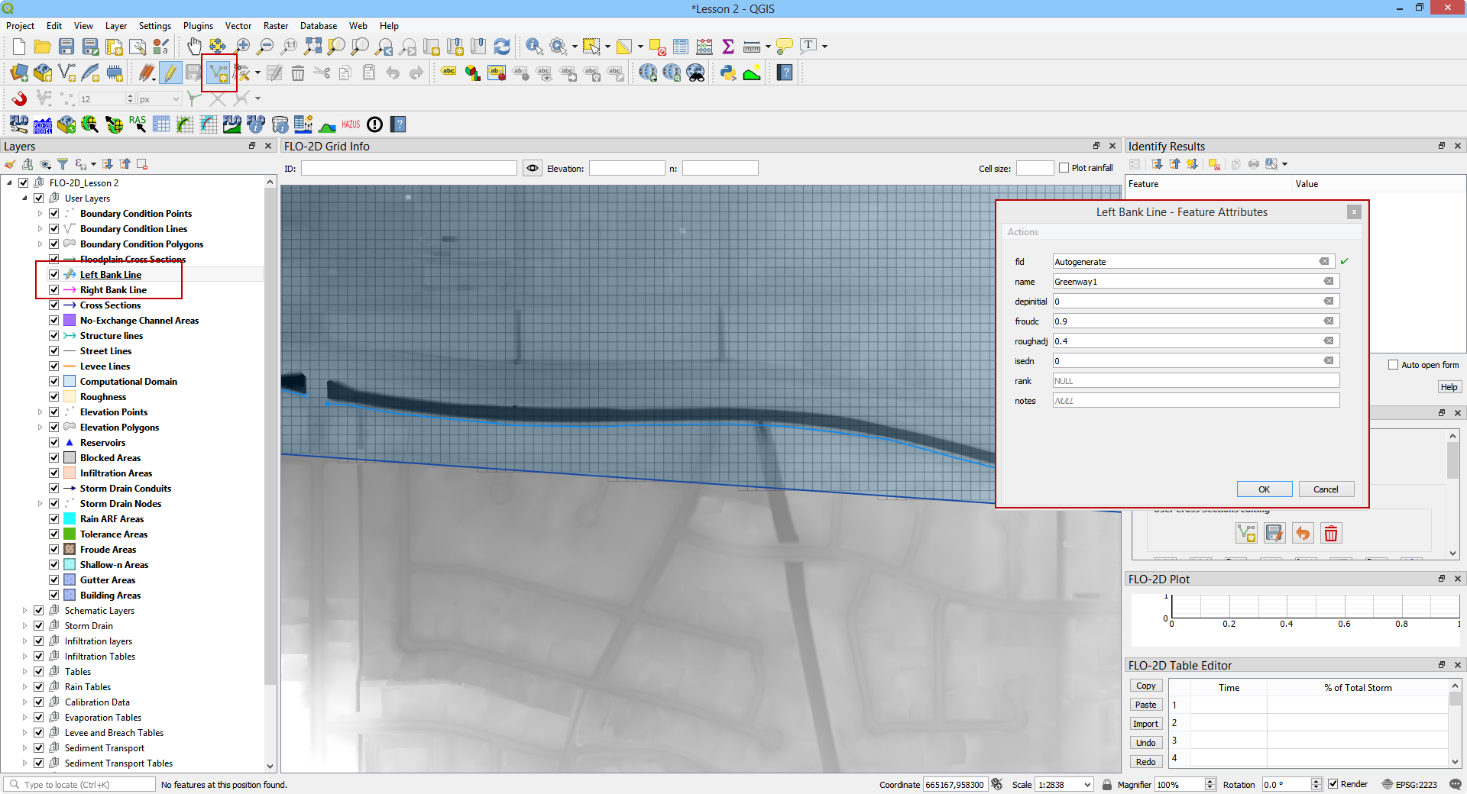 *Lesson 2 - QGIS
Project Edit View Layer Settings Plugins Vector Raster Database Web Help
12 px
abc abc abc abc abc abc abc abc
FLO RAS FLO HAZUS
Layers
FLO-2D Grid Info
Identify Results
ID: Elevation: n: Cell size: Plot rainfall
Feature Value
FLO-2D_Lesson 2
User Layers
Boundary Condition Points
Boundary Condition Lines
Boundary Condition Polygons
Floodplain Cross Sections
Left Bank Line
Right Bank Line
Cross Sections
No-Exchange Channel Areas
Structure lines
Street Lines
Levee Lines
Computational Domain
Roughness
Elevation Points
Elevation Polygons
Reservoirs
Blocked Areas
Infiltration Areas
Storm Drain Conduits
Storm Drain Nodes
Rain ARF Areas
Tolerance Areas
Froude Areas
Shallow-n Areas
Gutter Areas
Building Areas
Schematic Layers
Storm Drain
Infiltration layers
Infiltration Tables
Tables
Rain Tables
Calibration Data
Evaporation Tables
Levee and Breach Tables
Sediment Transport
Sediment Transport Tables
Left Bank Line - Feature Attributes
Actions
fid Autogenerate
name Greenway1
depinitial 0
froudc 0.9
roughadj 0.4
isedn 0
rank NULL
notes NULL
OK Cancel
Auto open form
Help
User Cross Sections Editing
FLO-2D Plot
1
0
0 0.2 0.4 0.6 0.8 1
FLO-2D Table Editor
Copy
Paste
Import
Undo
Redo
Time % of Total Storm
1
2
3
4
Type to locate (Ctrl+K) No features at this position found. Coordinate 665167,958300 Scale 1:2838 Magnifier 100% Rotation 0.0 ° Render EPSG:2223